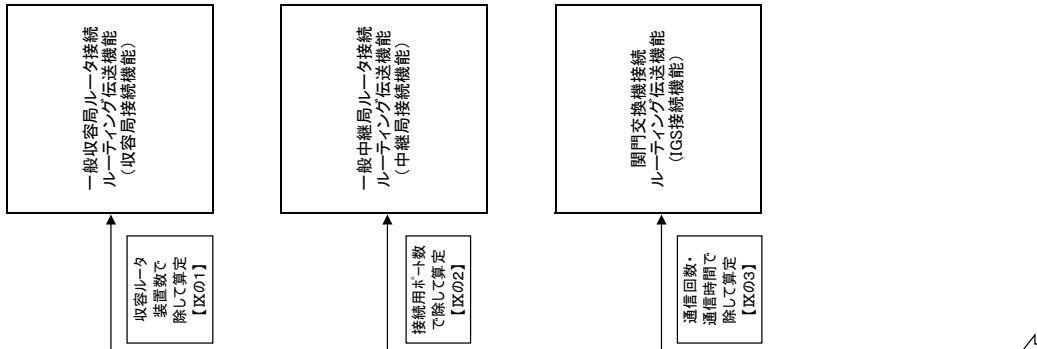 一般収容局ルータ接続
ルーティング伝送機能
（収容局接続機能）
一般中継局ルータ接続
ルーティング伝送機能
（中継局接続機能）
関門交換機接続
ルーティング伝送機能
（IGS接続機能）
収容ルータ
装置数で
除して算定
【Ⅸの1】
接続用ポート数
で除して算定
【Ⅸの2】
通信回数・
通信時間で
除して算定
【Ⅸの3】